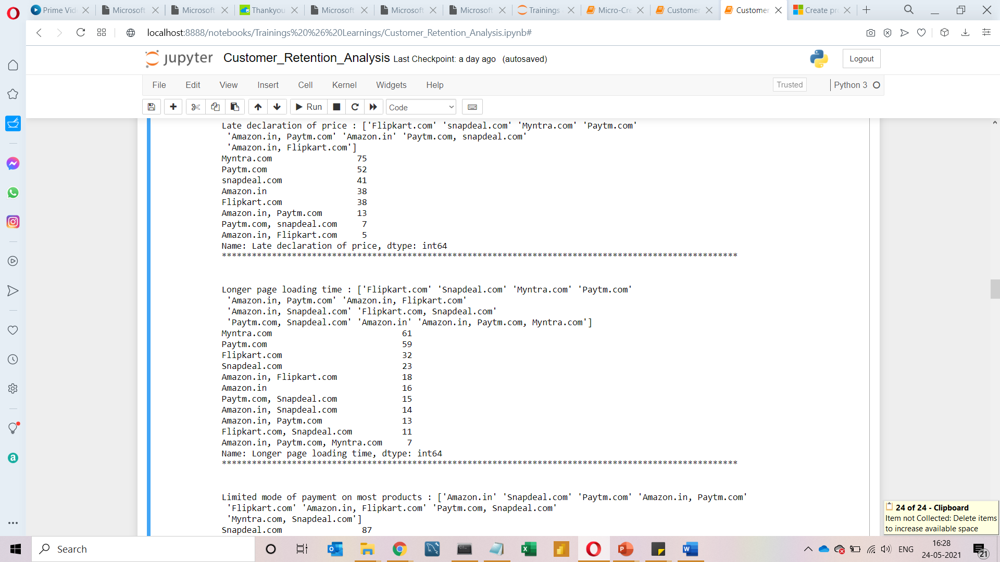 Prime Vid
Microsoft
Microsoft
Thankyou
Microsoft
Microsoft
Microsoft
Trainings
Micro-Cre
Customer
Customer
Create pr
localhost:8888/notebooks/Trainings%20%26%20Learnings/Customer_Retention_Analysis.ipynb#
jupyter Customer_Retention_Analysis Last Checkpoint: a day ago (autosaved)
Logout
File Edit View Insert Cell Kernel Widgets Help
Trusted
Python 3
Run
Code
Late declaration of price : ['Flipkart.com' 'snapdeal.com' 'Myntra.com' 'Paytm.com'
'Amazon.in, Paytm.com' 'Amazon.in' 'Paytm.com, snapdeal.com'
'Amazon.in, Flipkart.com']
Myntra.com 75
Paytm.com 52
snapdeal.com 41
Amazon.in 38
Flipkart.com 38
Amazon.in, Paytm.com 13
Paytm.com, snapdeal.com 7
Amazon.in, Flipkart.com 5
Name: Late declaration of price, dtype: int64
*******************************************************************************************************
Longer page loading time : ['Flipkart.com' 'Snapdeal.com' 'Myntra.com' 'Paytm.com'
'Amazon.in, Paytm.com' 'Amazon.in, Flipkart.com'
'Amazon.in, Snapdeal.com' 'Flipkart.com, Snapdeal.com'
'Paytm.com, Snapdeal.com' 'Amazon.in' 'Amazon.in, Paytm.com, Myntra.com']
Myntra.com 61
Paytm.com 59
Flipkart.com 32
Snapdeal.com 23
Amazon.in, Flipkart.com 18
Amazon.in 16
Paytm.com, Snapdeal.com 15
Amazon.in, Snapdeal.com 14
Amazon.in, Paytm.com 13
Flipkart.com, Snapdeal.com 11
Amazon.in, Paytm.com, Myntra.com 7
Name: Longer page loading time, dtype: int64
*******************************************************************************************************
Limited mode of payment on most products : ['Amazon.in' 'Snapdeal.com' 'Paytm.com' 'Amazon.in, Paytm.com'
'Flipkart.com' 'Amazon.in, Flipkart.com' 'Paytm.com, Snapdeal.com'
'Myntra.com, Snapdeal.com']
Snapdeal.com 87
24 of 24 - Clipboard
Item not Collected: Delete items
to increase available space
Search
ENG
16:28
24-05-2021
21